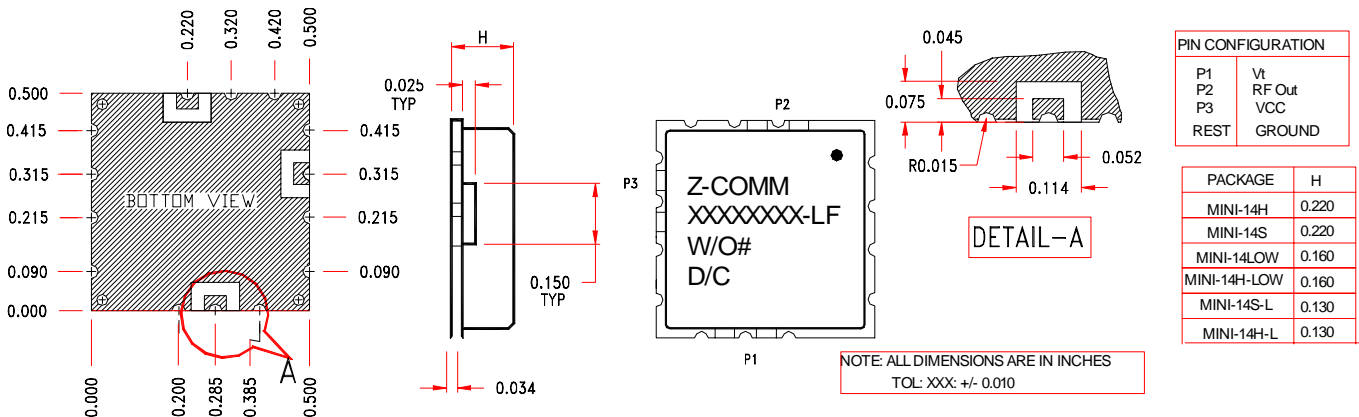 0.220
0.320
0.420
0.500
0.500
0.415
0.315
0.215
0.090
0.000
0.415
0.315
0.215
0.090
BOTTOM VIEW
0.000
0.200
0.285
0.385
0.500
A
H
0.025
TYP
0.150
TYP
0.034
P2
P3
Z-COMM
XXXXXXXX-LF
W/O#
D/C
P1
0.045
0.075
R0.015
0.052
0.114
DETAIL-A
NOTE: ALL DIMENSIONS ARE IN INCHES
TOL: XXX: +/- 0.010
PIN CONFIGURATION
P1 Vt
P2 RF Out
P3 VCC
REST GROUND
PACKAGE H
MINI-14H 0.220
MINI-14S 0.220
MINI-14LOW 0.160
MINI-14H-LOW 0.160
MINI-14S-L 0.130
MINI-14H-L 0.130